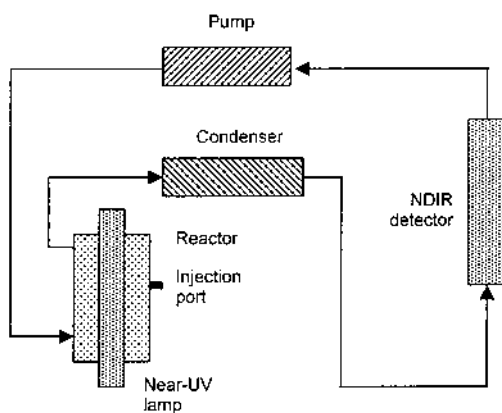 Pump
Condenser
NDIR
detector
Reactor
Injection
port
Near-UV
lamp